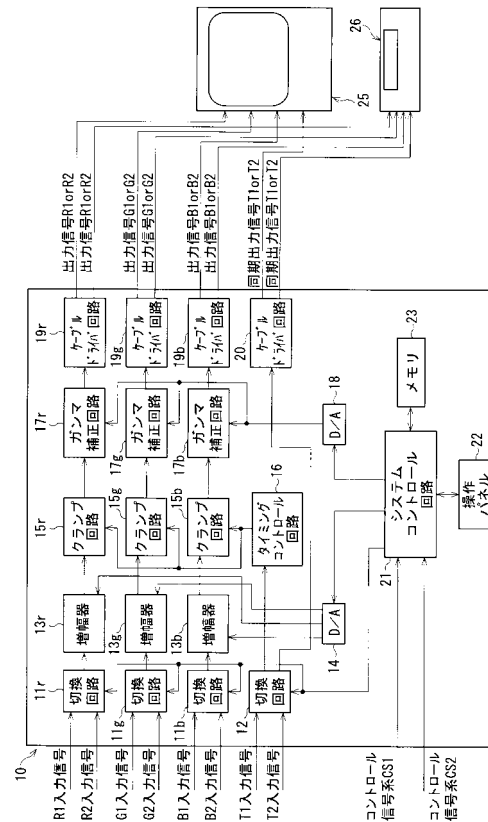 10
R1入力信号
R2入力信号
G1入力信号
G2入力信号
B1入力信号
B2入力信号
T1入力信号
T2入力信号
コントロール
信号系CS1
コントロール
信号系CS2
11r
切換
回路
11g
切換
回路
11b
切換
回路
12
切換
回路
13r
増幅器
13g
増幅器
13b
増幅器
14
D/A
15r
クランプ回路
15g
クランプ回路
15b
クランプ回路
16
タイミング
コントロール
回路
17r
ガンマ
補正回路
17g
ガンマ
補正回路
17b
ガンマ
補正回路
18
D/A
19r
ケーブル
ドライバ回路
19g
ケーブル
ドライバ回路
19b
ケーブル
ドライバ回路
20
ケーブル
ドライバ回路
21
システム
コントロール
回路
22
操作
パネル
23
メモリ
出力信号R1orR2
出力信号R1orR2
出力信号G1orG2
出力信号G1orG2
出力信号B1orB2
出力信号B1orB2
同期出力信号T1orT2
同期出力信号T1orT2
25
26